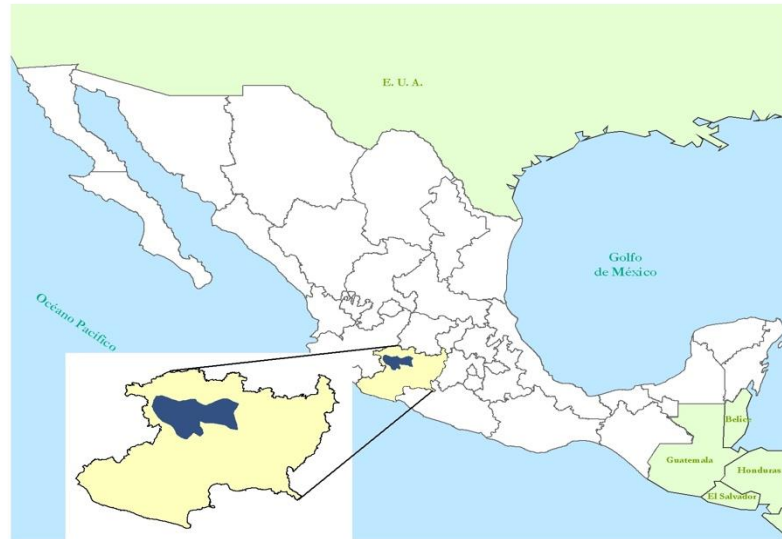 E. U. A.
Golfo
de México
Océano Pacífico
Belice
Guatemala
Honduras
El Salvador